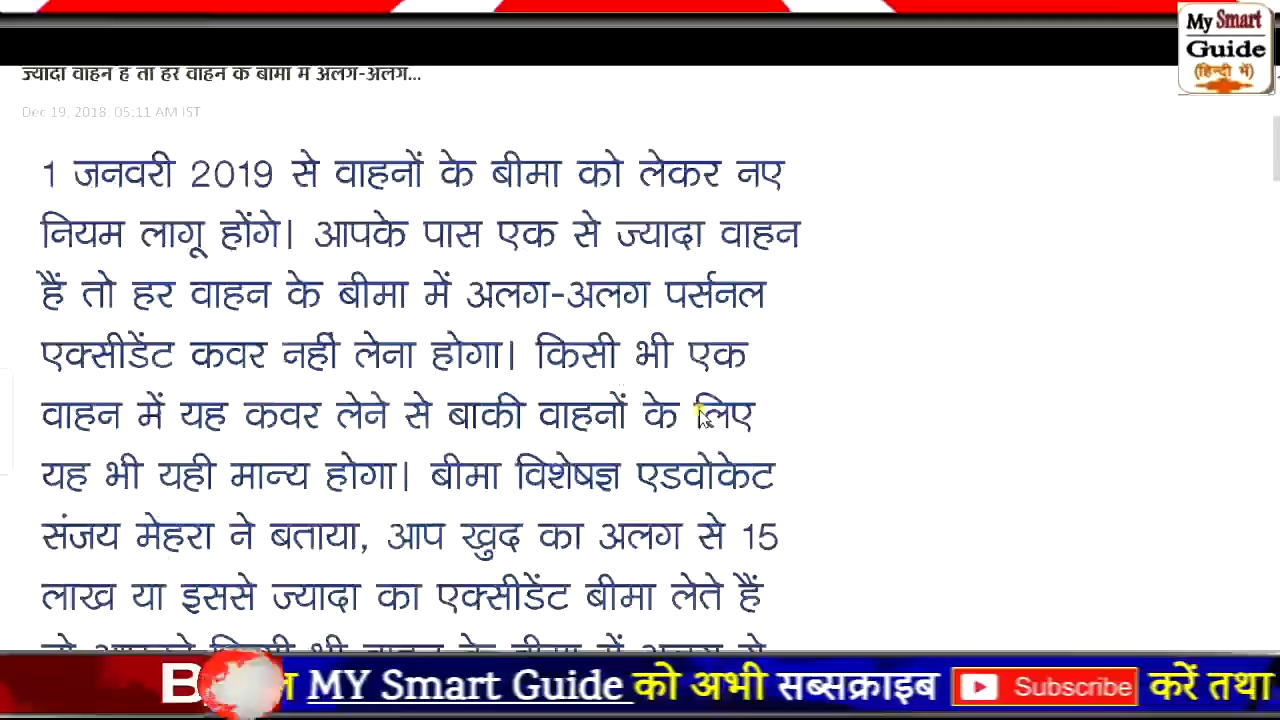 My Smart
Guide
(हिन्दी में)
ज्यादा वाहन हैं तो हर वाहन के बीमा में अलग-अलग...
Dec 19, 2018, 05:11 AM IST
1 जनवरी 2019 से वाहनों के बीमा को लेकर नए
नियम लागू होंगे। आपके पास एक से ज्यादा वाहन
हैं तो हर वाहन के बीमा में अलग-अलग पर्सनल
एक्सीडेंट कवर नहीं लेना होगा। किसी भी एक
वाहन में यह कवर लेने से बाकी वाहनों के लिए
यह भी यही मान्य होगा। बीमा विशेषज्ञ एडवोकेट
संजय मेहरा ने बताया, आप खुद का अलग से 15
लाख या इससे ज्यादा का एक्सीडेंट बीमा लेते हैं
MY Smart Guide को अभी सब्सक्राइब Subscribe करें तथा